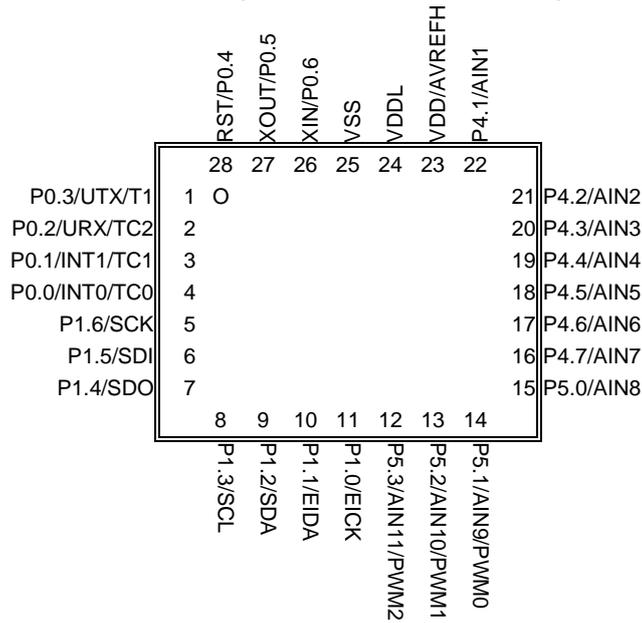 RST/P0.4
XOUT/P0.5
XIN/P0.6
VSS
VDDL
VDD/AVREFH
P4.1/AIN1
28 27 26 25 24 23 22
P0.3/UTX/T1 1 O 21 P4.2/AIN2
P0.2/URX/TC2 2 20 P4.3/AIN3
P0.1/INT1/TC1 3 19 P4.4/AIN4
P0.0/INT0/TC0 4 18 P4.5/AIN5
P1.6/SCK 5 17 P4.6/AIN6
P1.5/SDI 6 16 P4.7/AIN7
P1.4/SDO 7 15 P5.0/AIN8
8 9 10 11 12 13 14
P1.3/SCL
P1.2/SDA
P1.1/EIDA
P1.0/EICK
P5.3/AIN11/PWM2
P5.2/AIN10/PWM1
P5.1/AIN9/PWM0